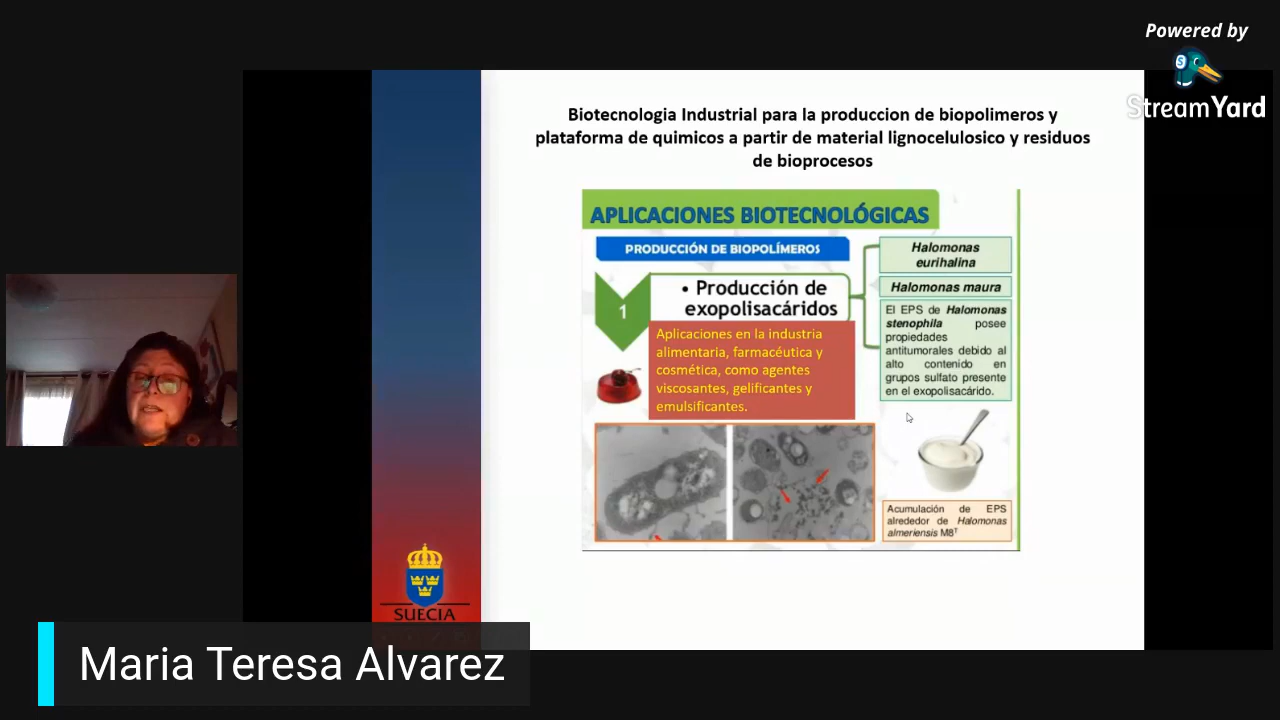 Powered by
StreamYard
Biotecnologia Industrial para la produccion de biopolimeros y
plataforma de quimicos a partir de material lignocelulosico y residuos
de bioprocesos
APLICACIONES BIOTECNOLÓGICAS
PRODUCCIÓN DE BIOPOLÍMEROS
1
• Producción de
exopolisacáridos
Aplicaciones en la industria
alimentaria, farmacéutica y
cosmética, como agentes
viscosantes, gelificantes y
emulsificantes.
Halomonas
eurihalina
Halomonas maura
El EPS de Halomonas
stenophila posee
propiedades
antitumorales debido al
alto contenido en
grupos sulfato presente
en el exopolisacárido.
Acumulación de EPS
alrededor de Halomonas
almeriensis M8T
SUECIA
Maria Teresa Alvarez